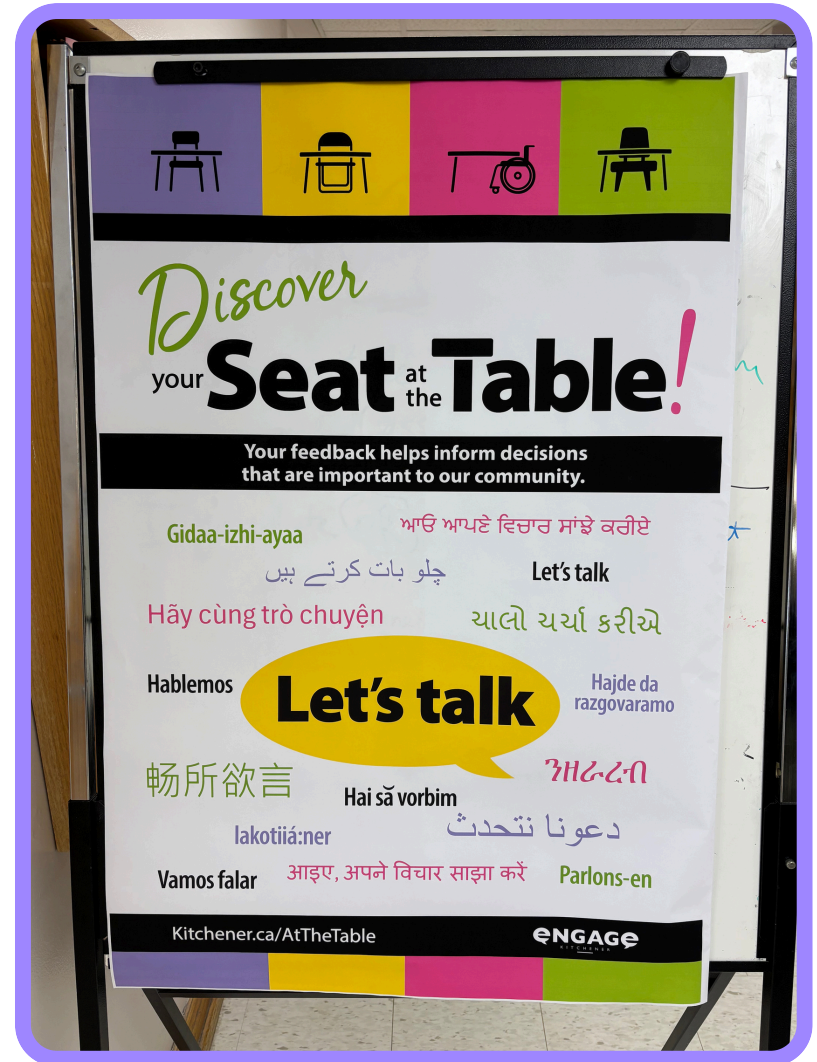 Discover
your Seat at the Table!
Your feedback helps inform decisions
that are important to our community.
Gidaa-izhi-ayaa
ਆਓ ਆਪਣੇ ਵਿਚਾਰ ਸਾਂਝੇ ਕਰੀਏ
چلو بات کرتے ہیں
Let's talk
Hãy cùng trò chuyện
ચાલો ચર્ચા કરીએ
Hablemos
Let's talk
Hajde da
razgovaramo
畅所欲言
Hai să vorbim
ንዘራረብ
Iakotiiá:ner
دعونا نتحدث
Vamos falar
आइए, अपने विचार साझा करें
Parlons-en
Kitchener.ca/AtTheTable
ENGAGE
KITCHENER